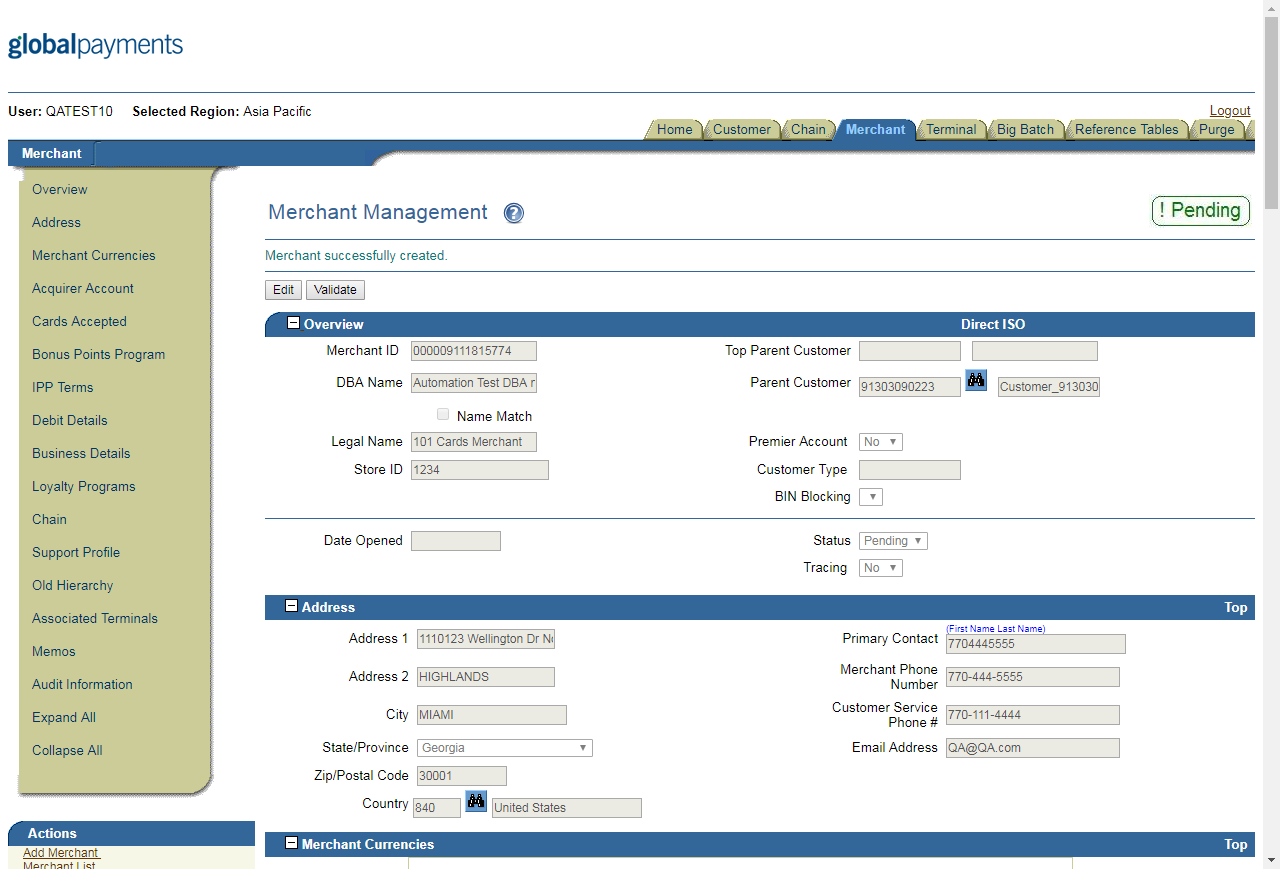 globalpayments
User: QATEST10 Selected Region: Asia Pacific
Logout
Home Customer Chain Merchant Terminal Big Batch Reference Tables Purge
Merchant
Overview
Address
Merchant Currencies
Acquirer Account
Cards Accepted
Bonus Points Program
IPP Terms
Debit Details
Business Details
Loyalty Programs
Chain
Support Profile
Old Hierarchy
Associated Terminals
Memos
Audit Information
Expand All
Collapse All
Actions
Add Merchant
Merchant List
Merchant Management ?
! Pending
Merchant successfully created.
Edit Validate
Overview Direct ISO
Merchant ID 000009111815774 Top Parent Customer
DBA Name Automation Test DBA r Parent Customer 91303090223 Customer_913030
Name Match
Legal Name 101 Cards Merchant Premier Account No
Store ID 1234 Customer Type
BIN Blocking
Date Opened Status Pending
Tracing No
Address Top
(First Name Last Name)
Address 1 1110123 Wellington Dr Primary Contact 7704445555
Address 2 HIGHLANDS Merchant Phone Number 770-444-5555
City MIAMI Customer Service Phone # 770-111-4444
State/Province Georgia Email Address QA@QA.com
Zip/Postal Code 30001
Country 840 United States
Merchant Currencies Top